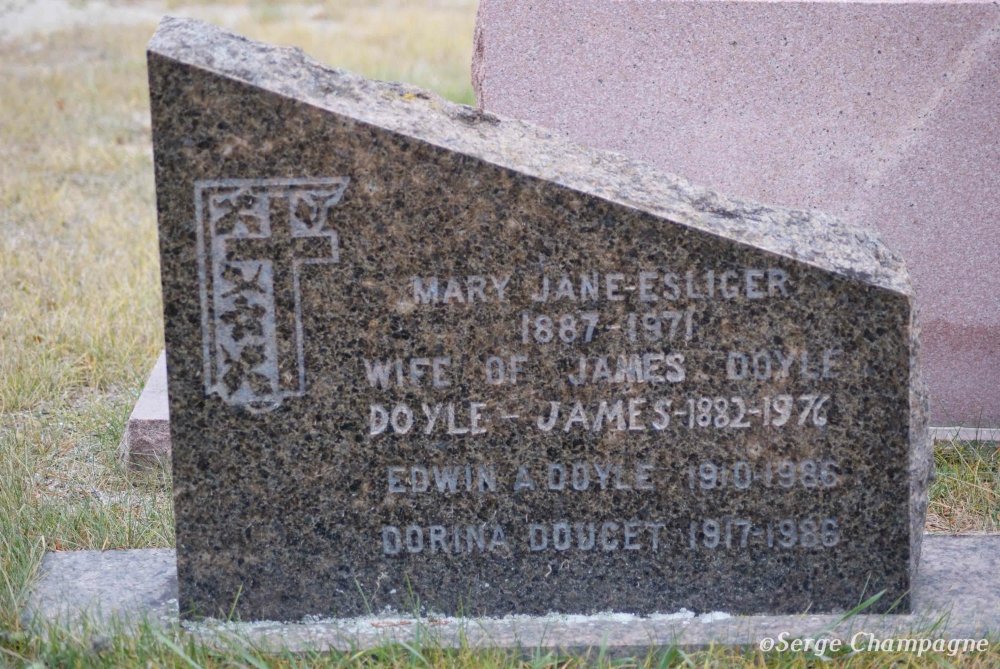 MARY JANE-ESLIGER
1887-1971
WIFE OF JAMES DOYLE
DOYLE - JAMES-1882-1976
EDWIN A DOYLE 1910-1986
DORINA DOUCET 1917-1986
©Serge Champagne